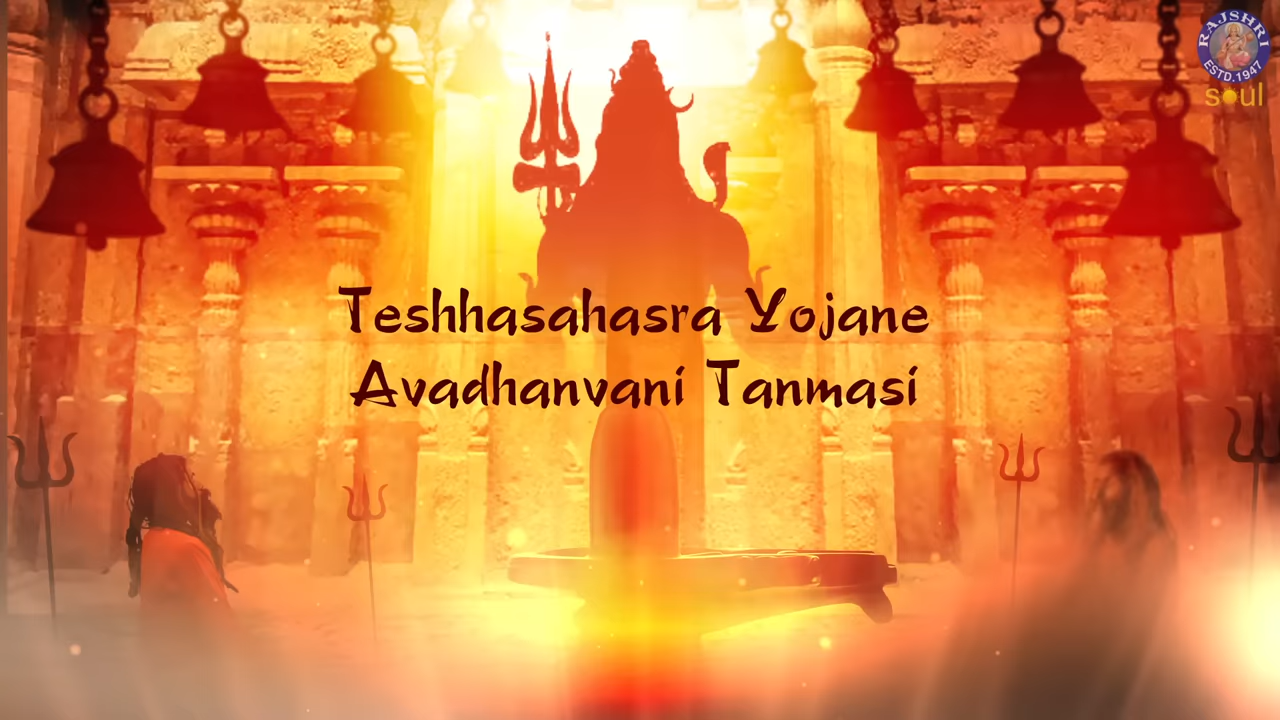 RAJSHRI
ESTD.1947
soul
Teshhasahasra Yojane
Avadhanvani Tanmasi